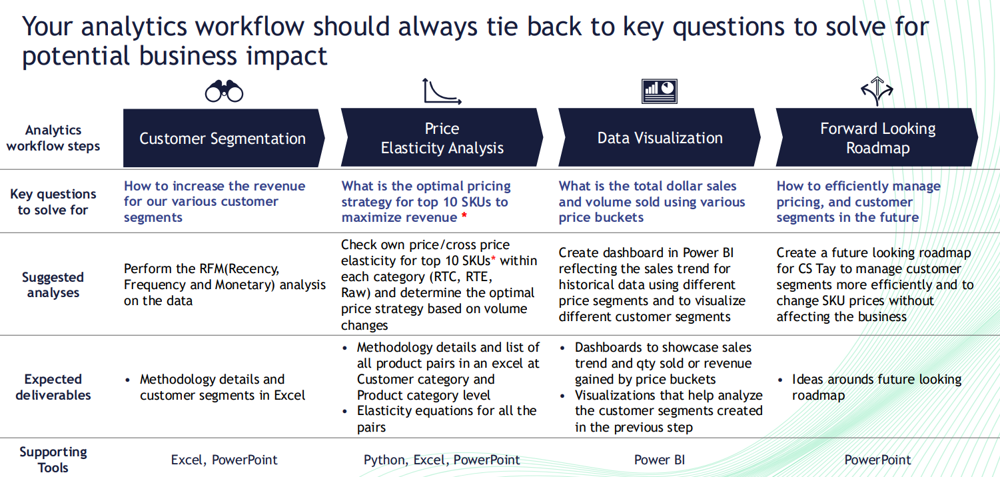 Your analytics workflow should always tie back to key questions to solve for
potential business impact
Analytics
workflow steps
Customer Segmentation
Price
Elasticity Analysis
Data Visualization
Forward Looking
Roadmap
Key questions
to solve for
How to increase the revenue
for our various customer
segments
What is the optimal pricing
strategy for top 10 SKUs to
maximize revenue *
What is the total dollar sales
and volume sold using various
price buckets
How to efficiently manage
pricing, and customer
segments in the future
Suggested
analyses
Perform the RFM(Recency,
Frequency and Monetary) analysis
on the data
Check own price/cross price
elasticity for top 10 SKUs* within
each category (RTC, RTE,
Raw) and determine the optimal
price strategy based on volume
changes
Create dashboard in Power BI
reflecting the sales trend for
historical data using different
price segments and to visualize
different customer segments
Create a future looking roadmap
for CS Tay to manage customer
segments more efficiently and to
change SKU prices without
affecting the business
Expected
deliverables
• Methodology details and
customer segments in Excel
• Methodology details and list of
all product pairs in an excel at
Customer category and
Product category level
• Elasticity equations for all the
pairs
• Dashboards to showcase sales
trend and qty sold or revenue
gained by price buckets
• Visualizations that help analyze
the customer segments created
in the previous step
• Ideas arounds future looking
roadmap
Supporting
Tools
Excel, PowerPoint
Python, Excel, PowerPoint
Power BI
PowerPoint